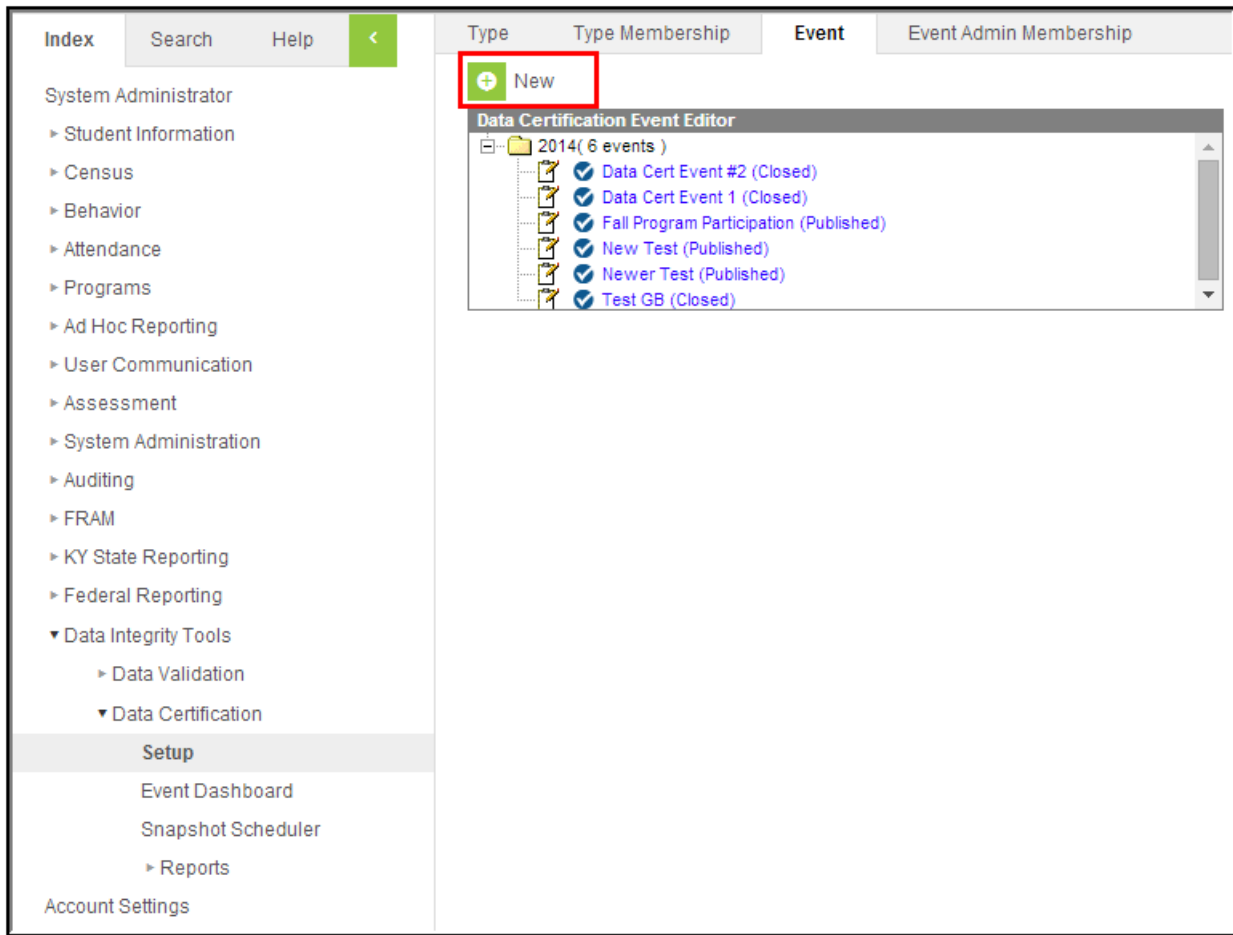 Index Search Help
System Administrator
Student Information
Census
Behavior
Attendance
Programs
Ad Hoc Reporting
User Communication
Assessment
System Administration
Auditing
FRAM
KY State Reporting
Federal Reporting
Data Integrity Tools
Data Validation
Data Certification
Setup
Event Dashboard
Snapshot Scheduler
Reports
Account Settings
Type Type Membership Event Event Admin Membership
New
Data Certification Event Editor
2014( 6 events )
Data Cert Event #2 (Closed)
Data Cert Event 1 (Closed)
Fall Program Participation (Published)
New Test (Published)
Newer Test (Published)
Test GB (Closed)